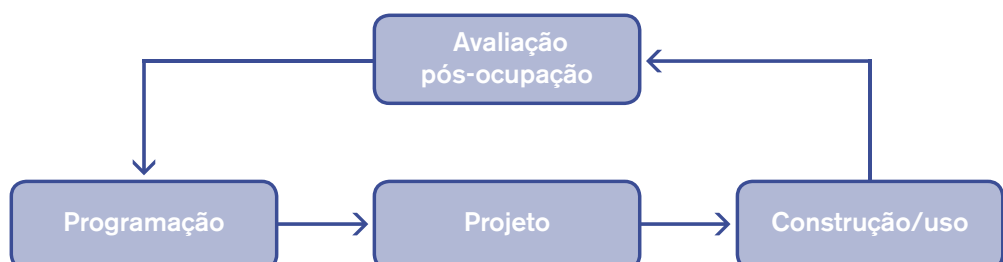 Avaliação
pós-ocupação
Programação
Projeto
Construção/uso